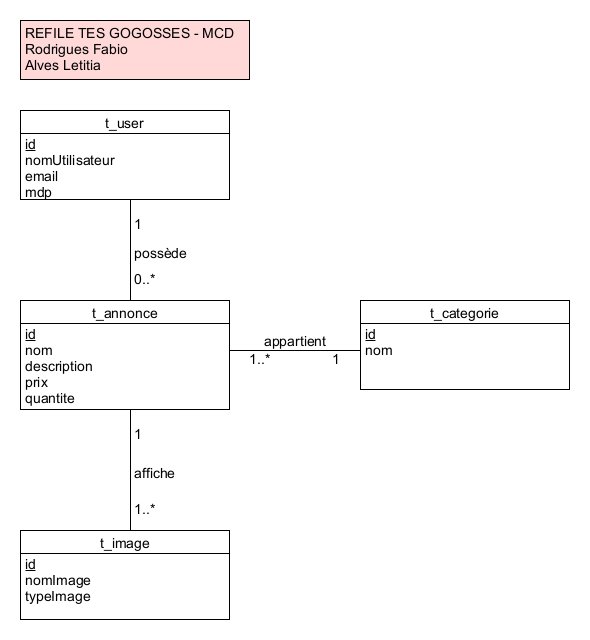 REFILE TES GOGOSSES - MCD
Rodrigues Fabio
Alves Letitia
t_user
id
nomUtilisateur
email
mdp
1
possède
0..*
t_annonce
id
nom
description
prix
quantite
appartient
1..*
1
t_categorie
id
nom
1
affiche
1..*
t_image
id
nomImage
typeImage